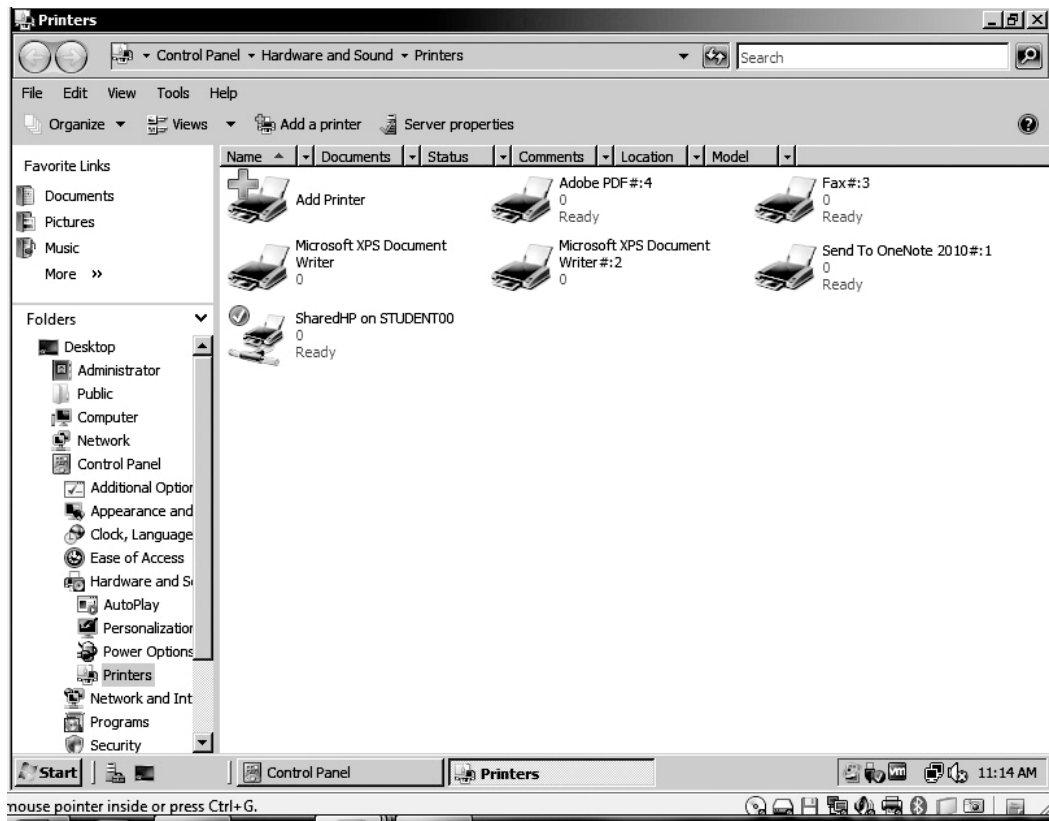 Printers
Control Panel Hardware and Sound Printers
Search
File Edit View Tools Help
Organize Views Add a printer Server properties
Favorite Links
Documents
Pictures
Music
More »
Folders
Desktop
Administrator
Public
Computer
Network
Control Panel
Additional Option
Appearance and
Clock, Language
Ease of Access
Hardware and S
AutoPlay
Personalization
Power Options
Printers
Network and Int
Programs
Security
Name Documents Status Comments Location Model
Add Printer
Adobe PDF#:4
0
Ready
Fax#:3
0
Ready
Microsoft XPS Document
Writer
0
Microsoft XPS Document
Writer#:2
0
Send To OneNote 2010#:1
0
Ready
SharedHP on STUDENT00
0
Ready
Start Control Panel Printers 11:14 AM
mouse pointer inside or press Ctrl+G.